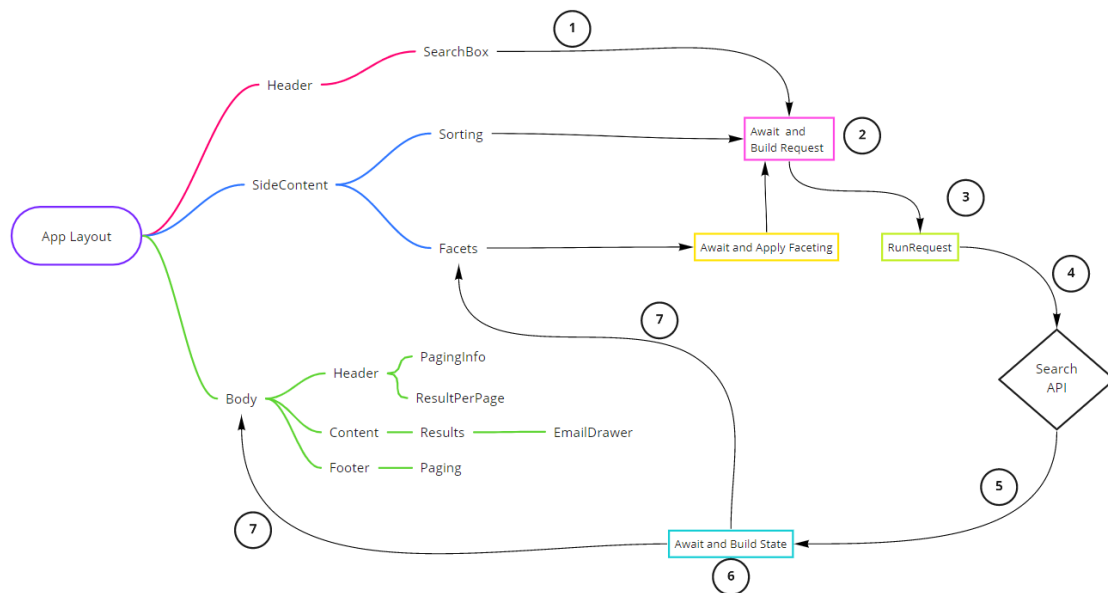 1
SearchBox
Header
Sorting
Await and
Build Request
2
SideContent
3
App Layout
Facets
Await and Apply Faceting
RunRequest
4
7
PagingInfo
Header
Search
API
Body
ResultPerPage
Content
Results
EmailDrawer
Footer
Paging
5
7
Await and Build State
6